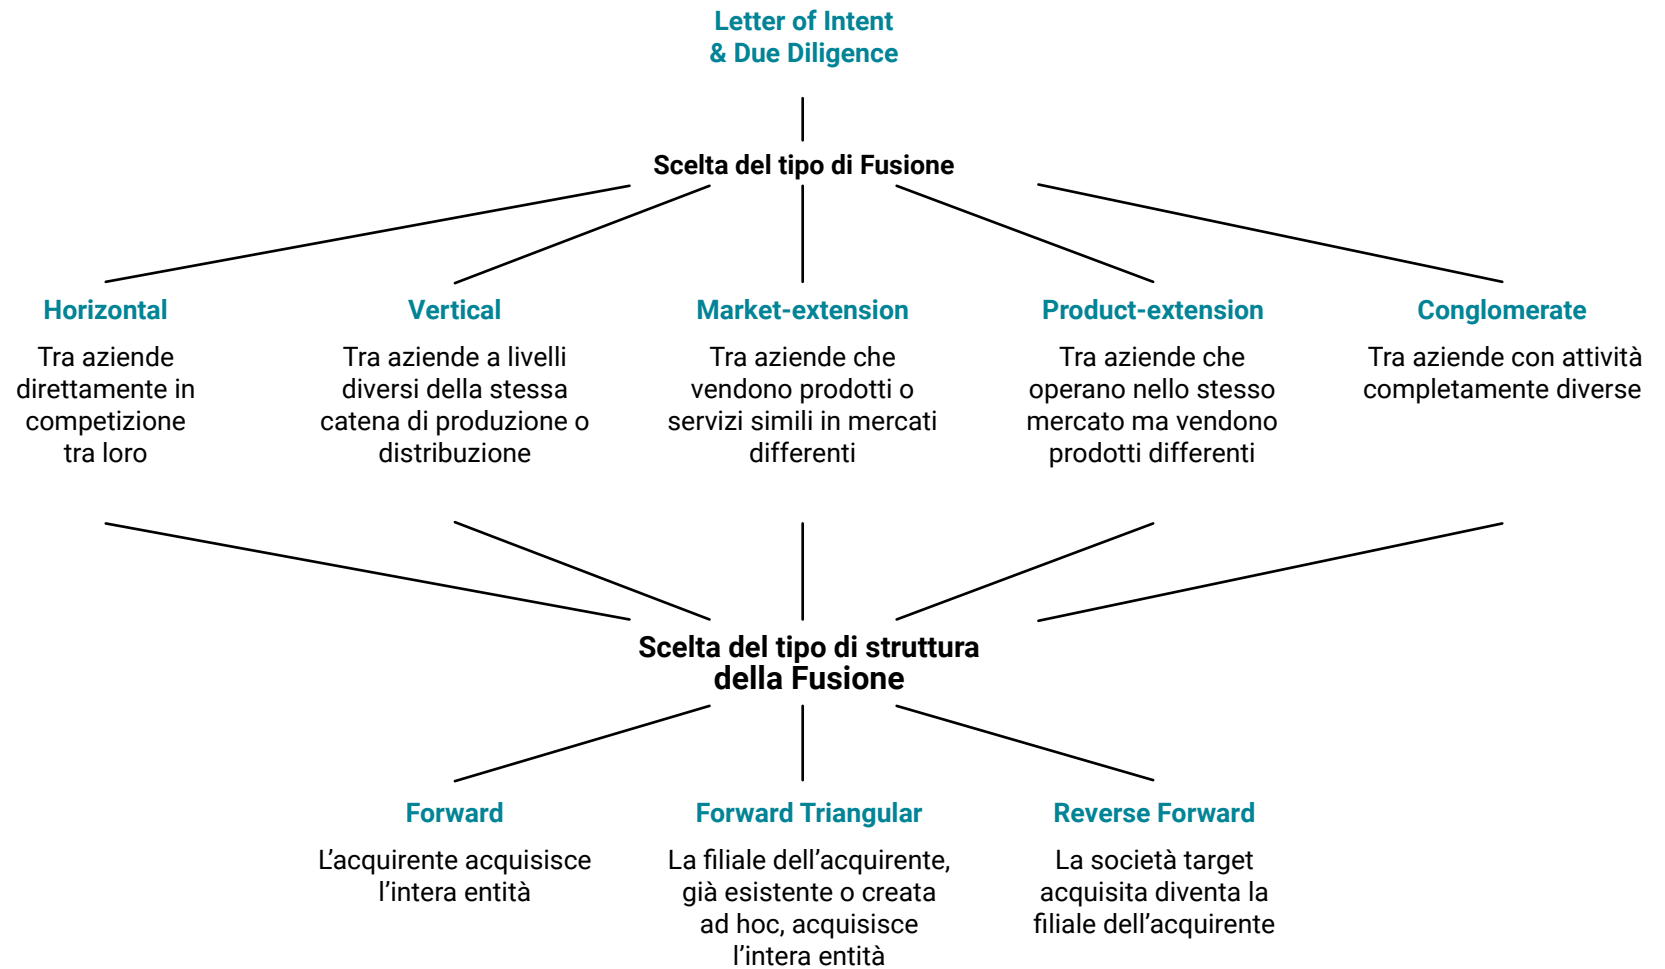 Letter of Intent
& Due Diligence
Scelta del tipo di Fusione
Horizontal
Tra aziende
direttamente in
competizione
tra loro
Vertical
Tra aziende a livelli
diversi della stessa
catena di produzione o
distribuzione
Market-extension
Tra aziende che
vendono prodotti o
servizi simili in mercati
differenti
Product-extension
Tra aziende che
operano nello stesso
mercato ma vendono
prodotti differenti
Conglomerate
Tra aziende con attività
completamente diverse
Scelta del tipo di struttura
della Fusione
Forward
L’acquirente acquisisce
l’intera entità
Forward Triangular
La filiale dell’acquirente,
già esistente o creata
ad hoc, acquisisce
l’intera entità
Reverse Forward
La società target
acquisita diventa la
filiale dell’acquirente